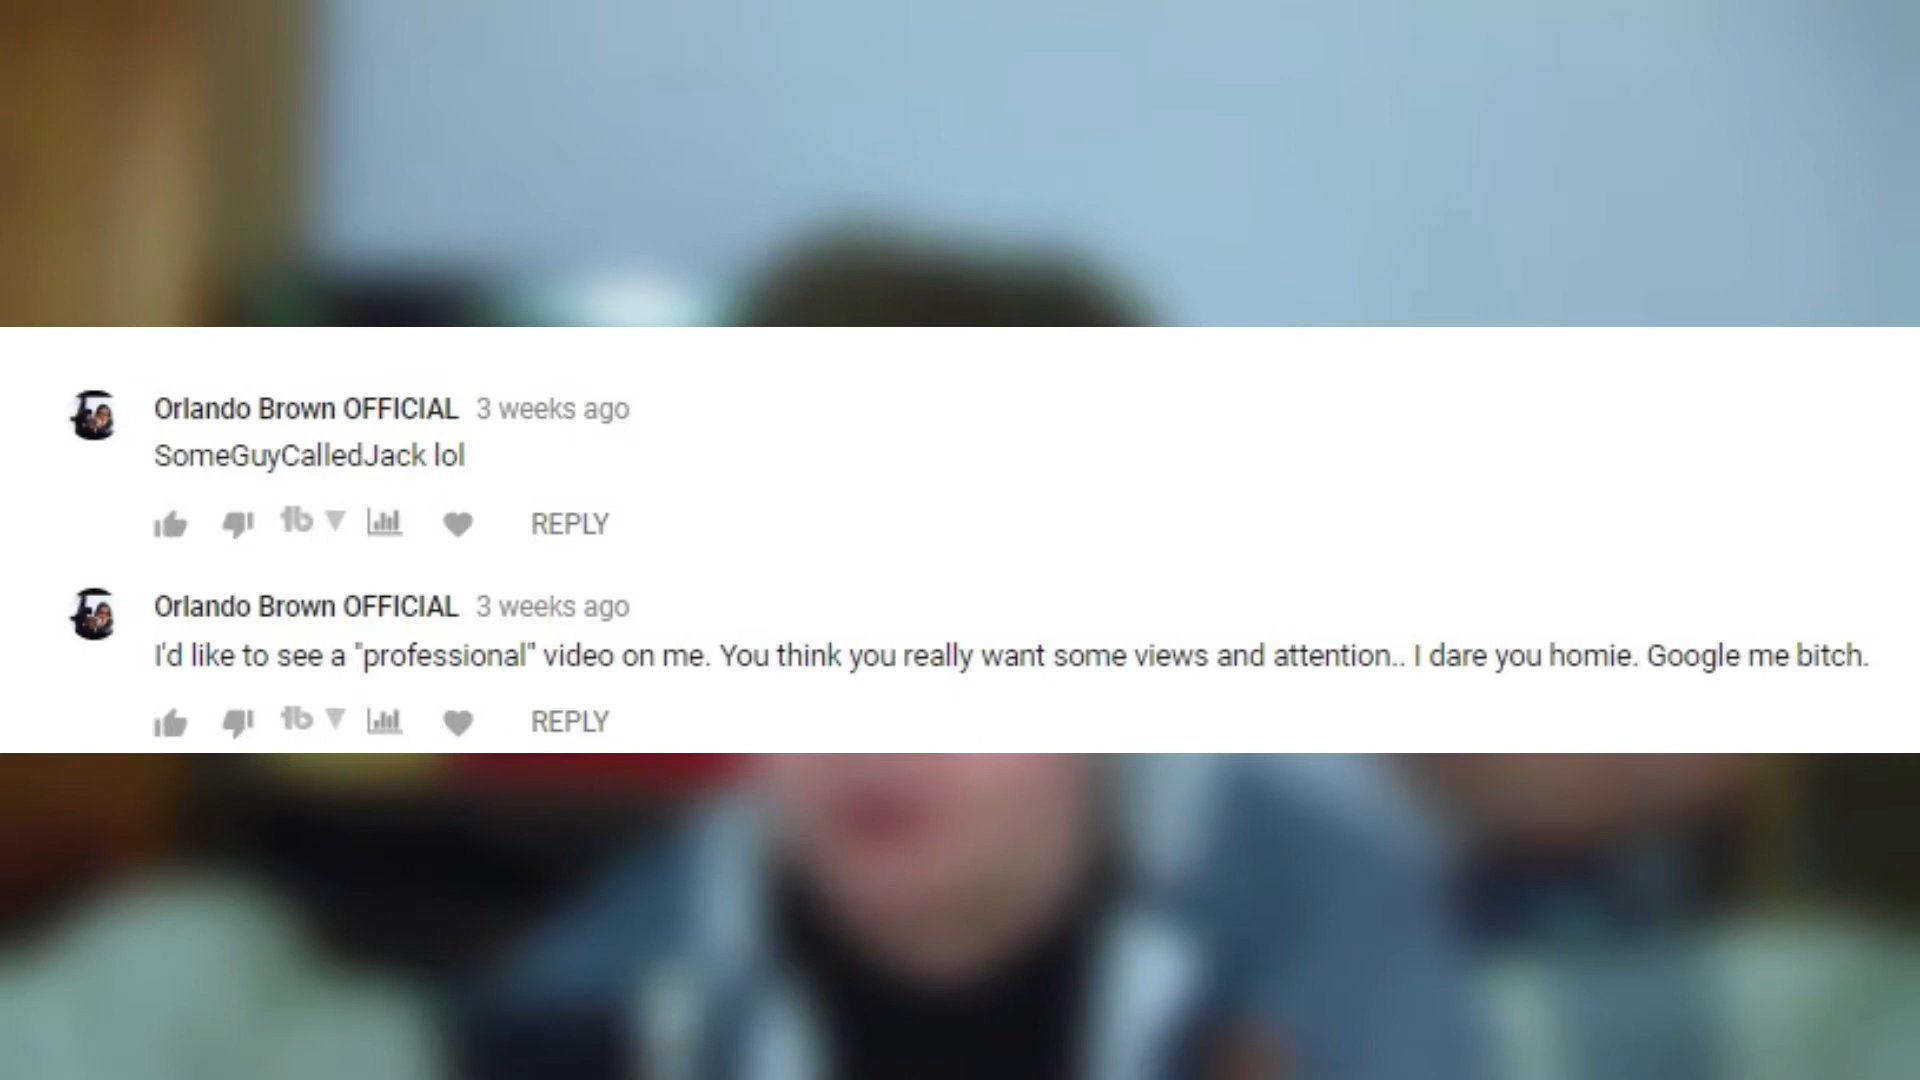 Orlando Brown OFFICIAL 3 weeks ago
SomeGuyCalledJack lol
REPLY
Orlando Brown OFFICIAL 3 weeks ago
I'd like to see a "professional" video on me. You think you really want some views and attention.. I dare you homie. Google me bitch.
REPLY